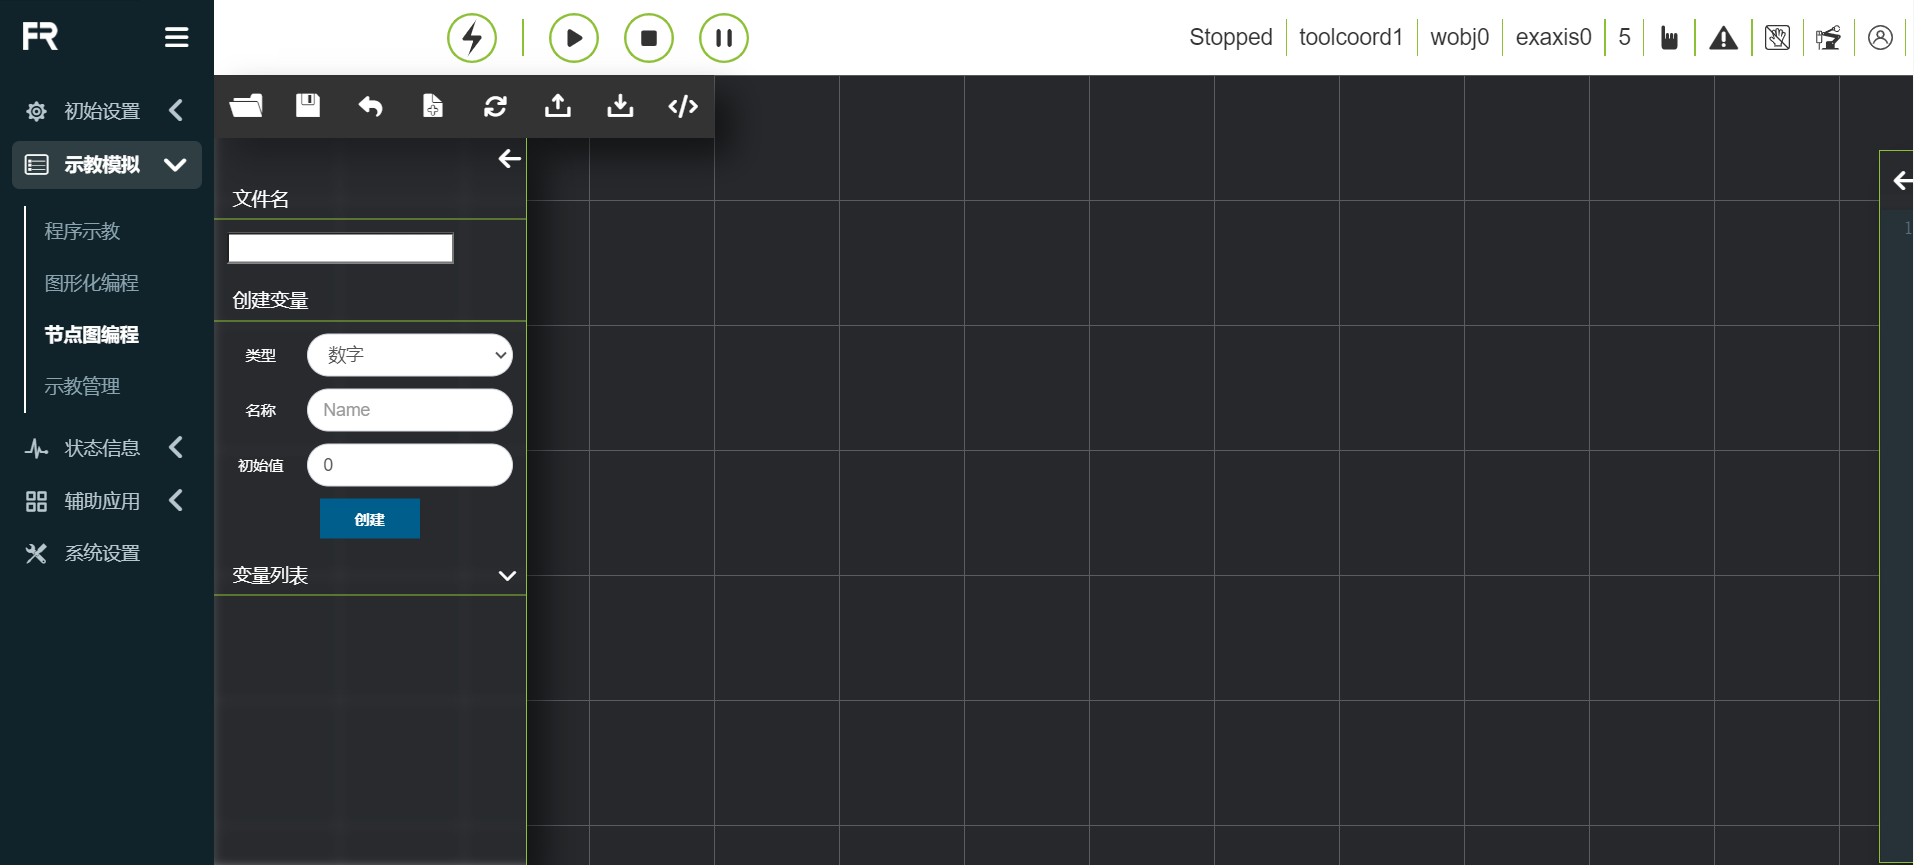 FR
Stopped toolcoord1 wobj0 exaxis0 5
初始设置
示教模拟
程序示教
图形化编程
节点图编程
示教管理
状态信息
辅助应用
系统设置
文件名
创建变量
类型 数字
名称 Name
初始值 0
创建
变量列表
1